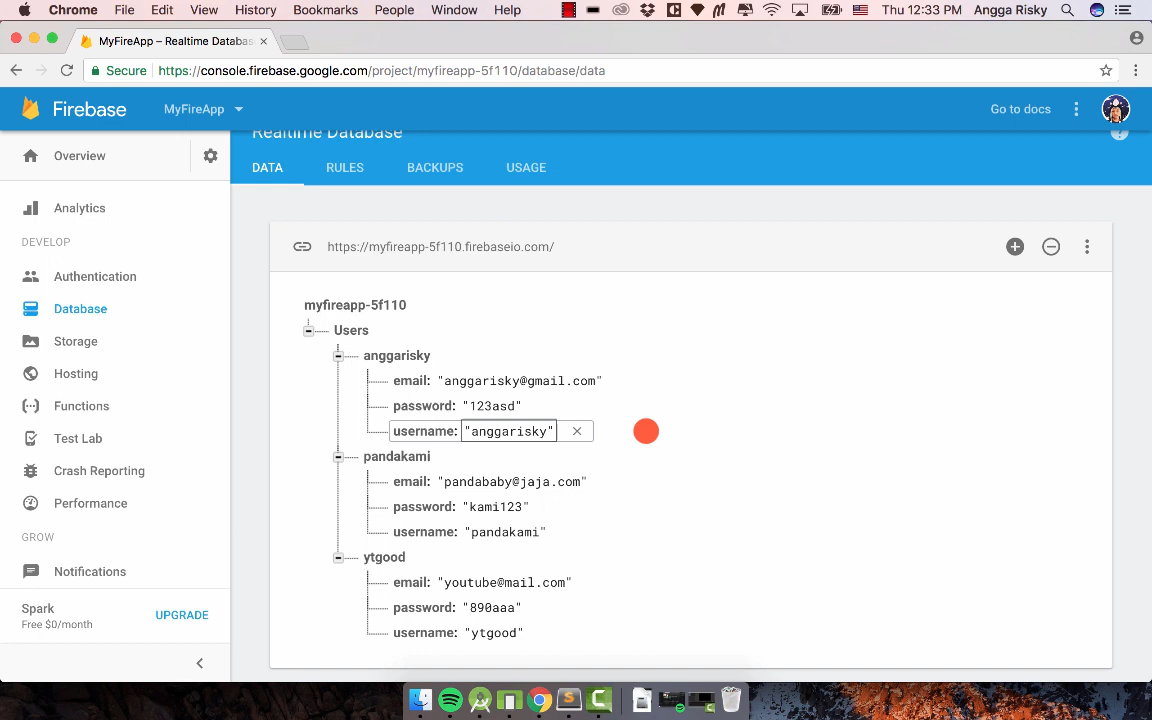 Chrome File Edit View History Bookmarks People Window Help Thu 12:33 PM Angga Risky
MyFireApp – Realtime Databas
Secure https://console.firebase.google.com/project/myfireapp-5f110/database/data
Firebase MyFireApp Go to docs
Realtime Database
DATA RULES BACKUPS USAGE
Overview
Analytics
DEVELOP
Authentication
Database
Storage
Hosting
Functions
Test Lab
Crash Reporting
Performance
GROW
Notifications
Spark
Free $0/month
UPGRADE
https://myfireapp-5f110.firebaseio.com/
myfireapp-5f110
Users
anggarisky
email: "anggarisky@gmail.com"
password: "123asd"
username: "anggarisky"
pandakami
email: "pandababy@jaja.com"
password: "kami123"
username: "pandakami"
ytgood
email: "youtube@mail.com"
password: "890aaa"
username: "ytgood"